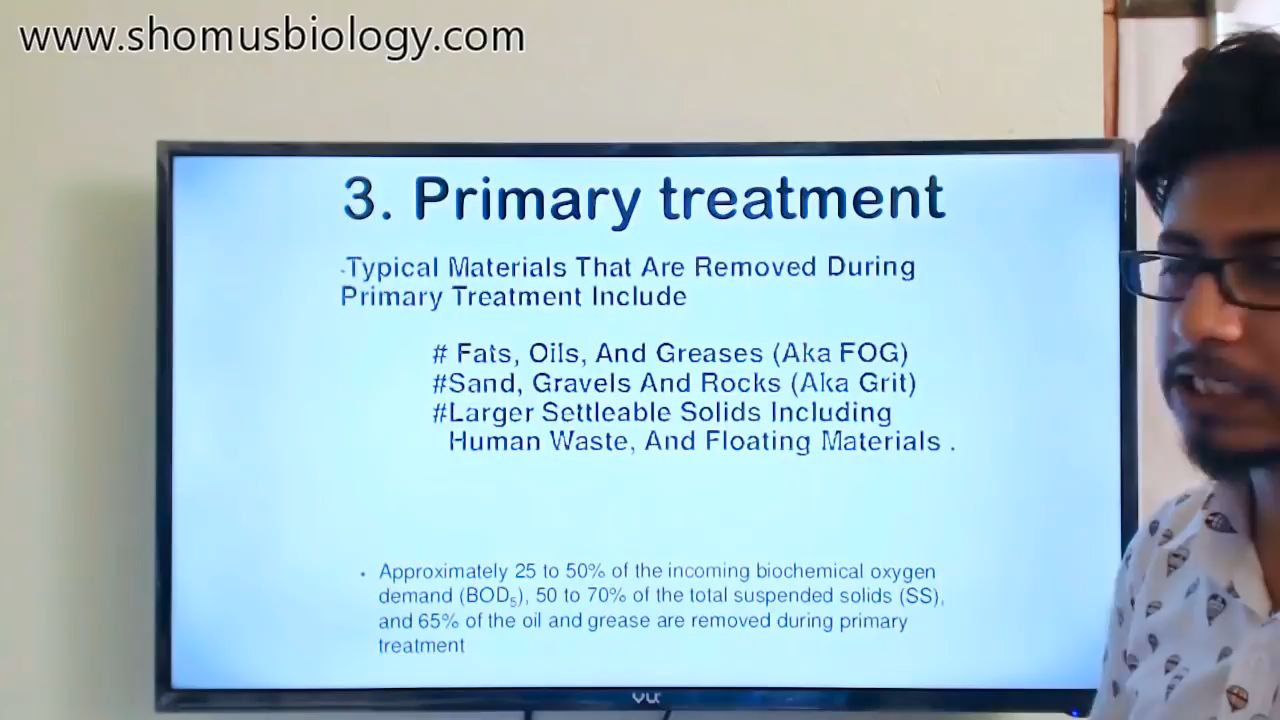 www.shomusbiology.com
3. Primary treatment
-Typical Materials That Are Removed During
Primary Treatment Include
# Fats, Oils, And Greases (Aka FOG)
#Sand, Gravels And Rocks (Aka Grit)
#Larger Settleable Solids Including
Human Waste, And Floating Materials .
• Approximately 25 to 50% of the incoming biochemical oxygen
demand (BOD₅), 50 to 70% of the total suspended solids (SS),
and 65% of the oil and grease are removed during primary
treatment
VU